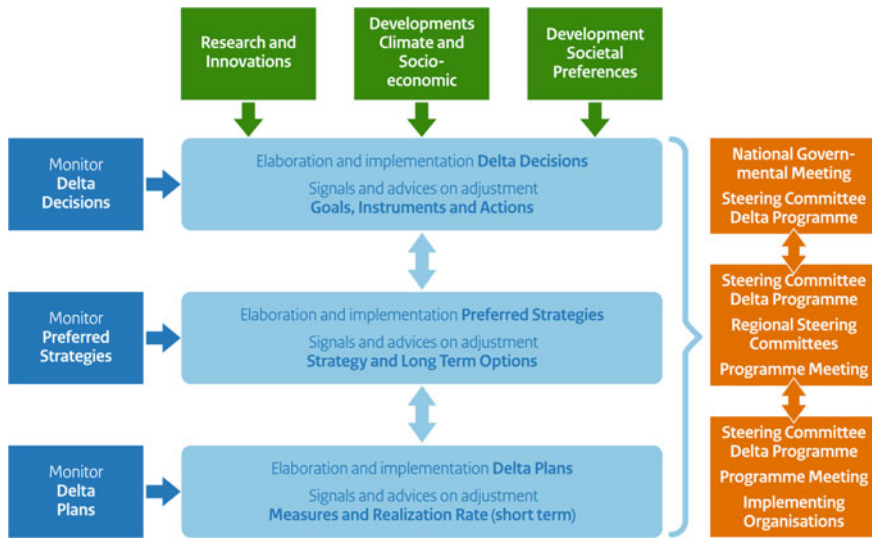 Research and
Innovations
Developments
Climate and
Socio-
economic
Development
Societal
Preferences
Monitor
Delta
Decisions
Elaboration and implementation Delta Decisions
Signals and advices on adjustment
Goals, Instruments and Actions
National Govern-
mental Meeting
Steering Committee
Delta Programme
Monitor
Preferred
Strategies
Elaboration and implementation Preferred Strategies
Signals and advices on adjustment
Strategy and Long Term Options
Steering Committee
Delta Programme
Regional Steering
Committees
Programme Meeting
Monitor
Delta
Plans
Elaboration and implementation Delta Plans
Signals and advices on adjustment
Measures and Realization Rate (short term)
Steering Committee
Delta Programme
Programme Meeting
Implementing
Organisations